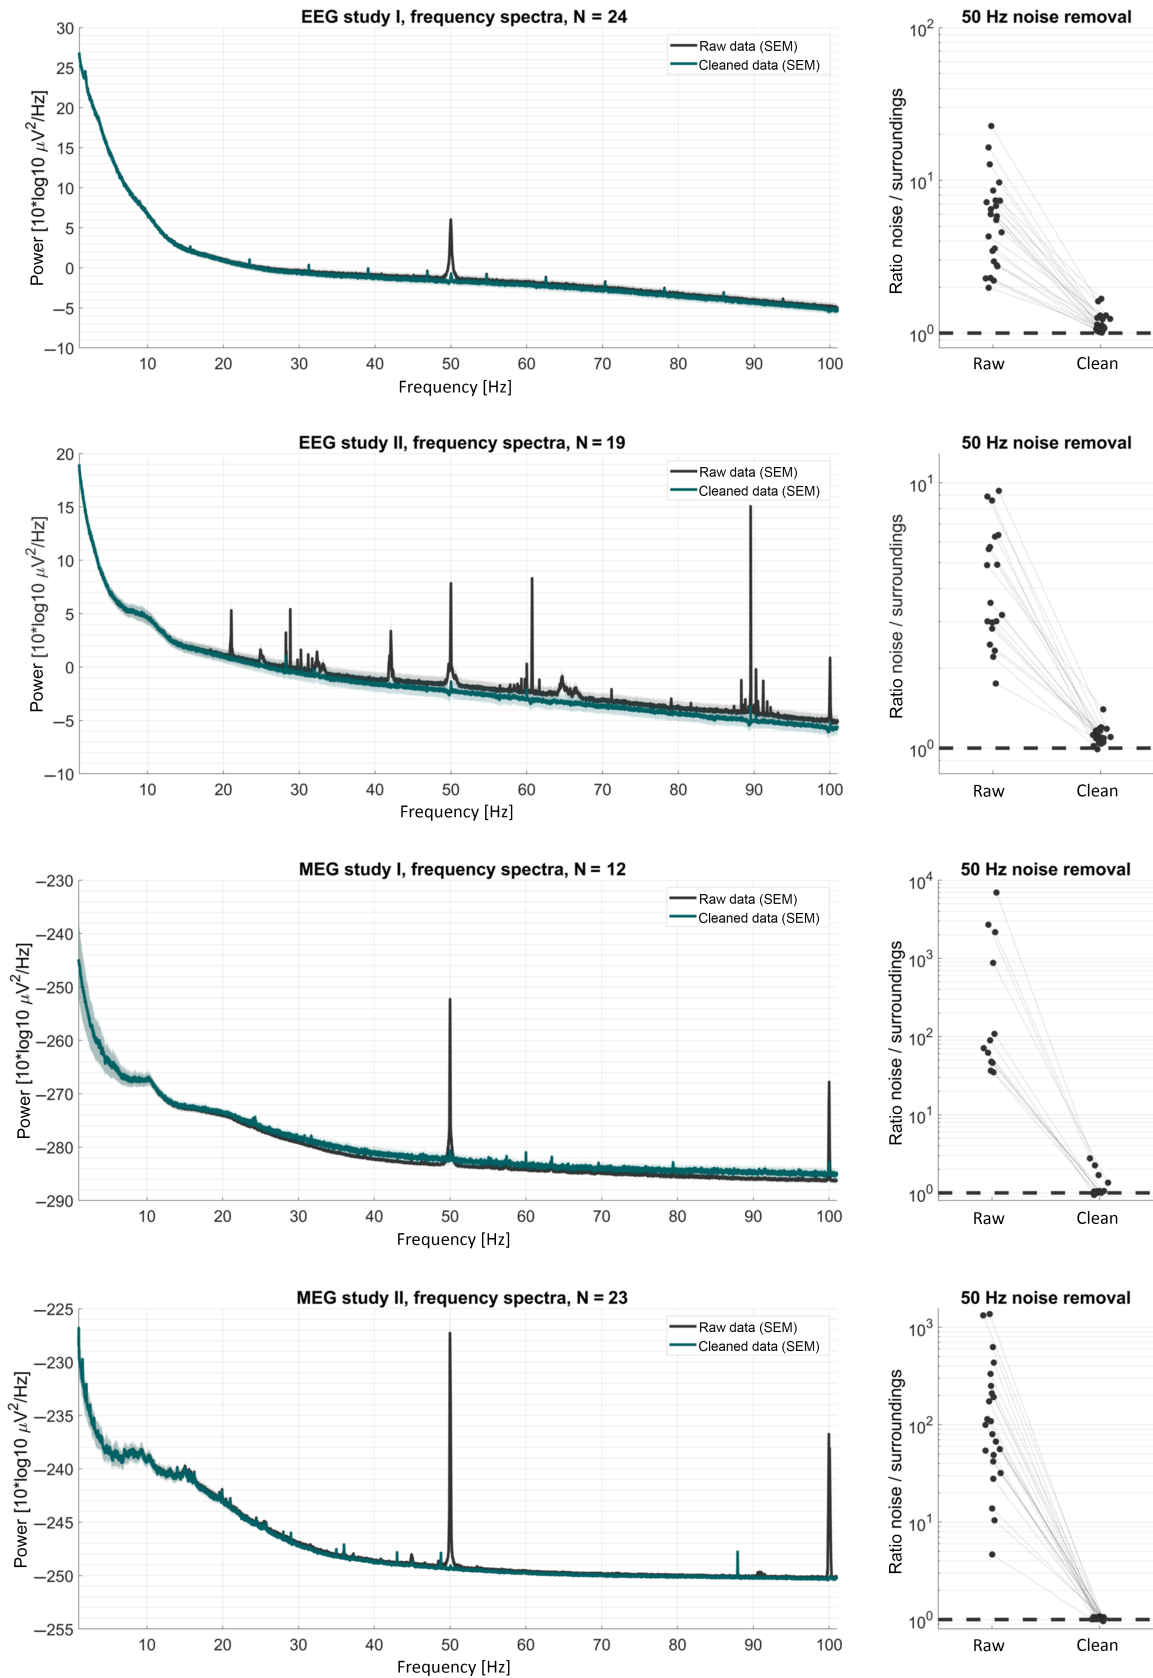 EEG study I, frequency spectra, N = 24
50 Hz noise removal
Raw data (SEM)
Cleaned data (SEM)
Power [10*log10 μV²/Hz]
30
25
20
15
10
5
0
−5
−10
10 20 30 40 50 60 70 80 90 100
Frequency [Hz]
Ratio noise / surroundings
10²
10¹
10⁰
Raw Clean
EEG study II, frequency spectra, N = 19
50 Hz noise removal
Raw data (SEM)
Cleaned data (SEM)
Power [10*log10 μV²/Hz]
20
15
10
5
0
−5
−10
10 20 30 40 50 60 70 80 90 100
Frequency [Hz]
Ratio noise / surroundings
10¹
10⁰
Raw Clean
MEG study I, frequency spectra, N = 12
50 Hz noise removal
Raw data (SEM)
Cleaned data (SEM)
Power [10*log10 μV²/Hz]
−230
−240
−250
−260
−270
−280
−290
10 20 30 40 50 60 70 80 90 100
Frequency [Hz]
Ratio noise / surroundings
10⁴
10³
10²
10¹
10⁰
Raw Clean
MEG study II, frequency spectra, N = 23
50 Hz noise removal
Raw data (SEM)
Cleaned data (SEM)
Power [10*log10 μV²/Hz]
−225
−230
−235
−240
−245
−250
−255
10 20 30 40 50 60 70 80 90 100
Frequency [Hz]
Ratio noise / surroundings
10³
10²
10¹
10⁰
Raw Clean